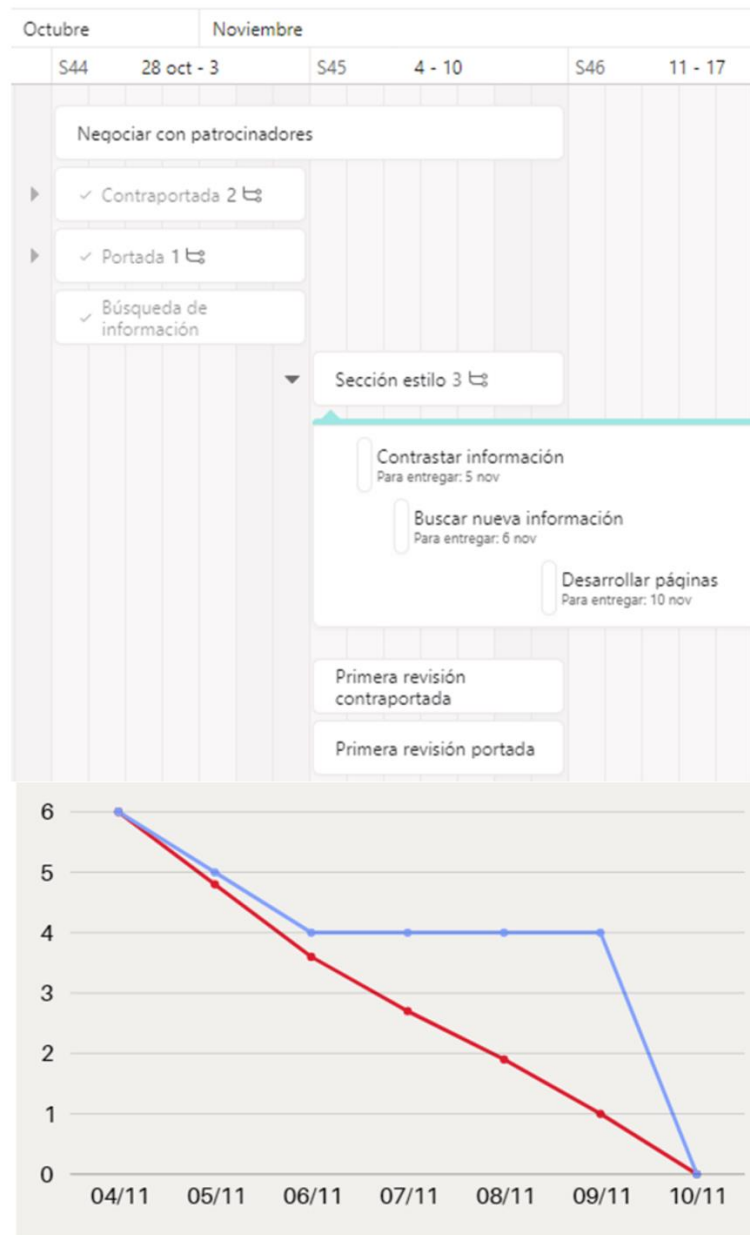 Octubre Noviembre
S44 28 oct - 3 S45 4 - 10 S46 11 - 17
Negociar con patrocinadores
Contraportada 2
Portada 1
Búsqueda de
información
Sección estilo 3
Contrastar información
Para entregar: 5 nov
Buscar nueva información
Para entregar: 6 nov
Desarrollar páginas
Para entregar: 10 nov
Primera revisión
contraportada
Primera revisión portada
6
5
4
3
2
1
0
04/11 05/11 06/11 07/11 08/11 09/11 10/11